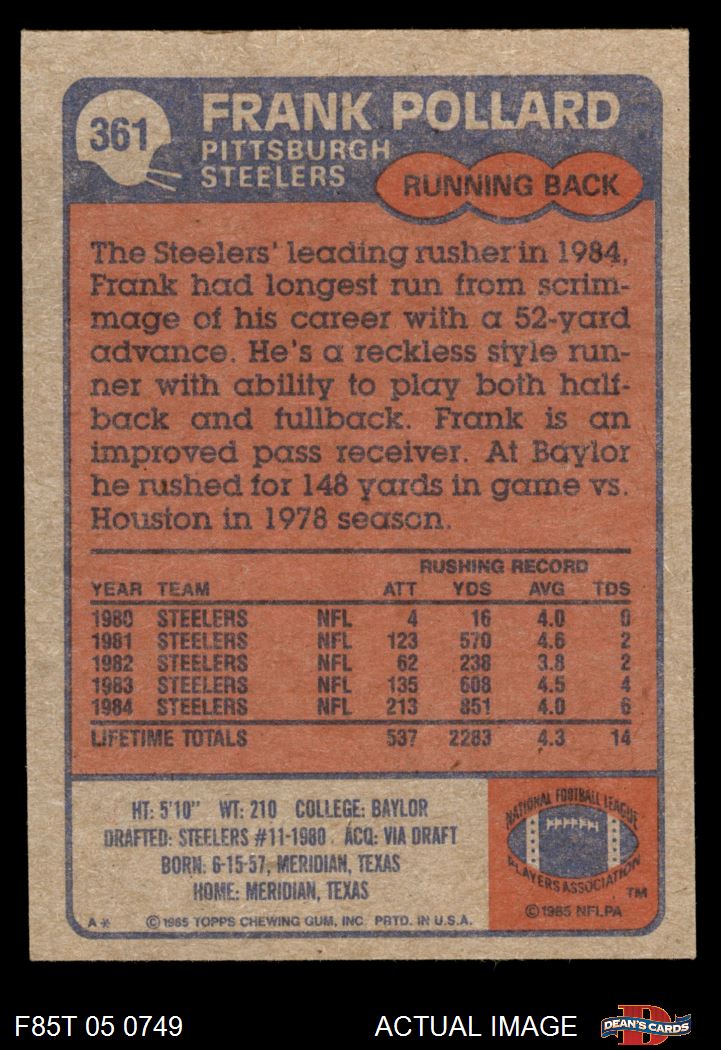 361
FRANK POLLARD
PITTSBURGH
STEELERS
RUNNING BACK
The Steelers' leading rusher in 1984,
Frank had longest run from scrim-
mage of his career with a 52-yard
advance. He's a reckless style run-
ner with ability to play both half-
back and fullback. Frank is an
improved pass receiver. At Baylor
he rushed for 148 yards in game vs.
Houston in 1978 season.
RUSHING RECORD
YEAR TEAM ATT YDS AVG TDS
1980 STEELERS NFL 4 16 4.0 0
1981 STEELERS NFL 123 570 4.6 2
1982 STEELERS NFL 62 238 3.8 2
1983 STEELERS NFL 135 608 4.5 4
1984 STEELERS NFL 213 851 4.0 6
LIFETIME TOTALS 537 2283 4.3 14
HT: 5'10" WT: 210 COLLEGE: BAYLOR
DRAFTED: STEELERS #11-1980 ACQ: VIA DRAFT
BORN: 6-15-57, MERIDIAN, TEXAS
HOME: MERIDIAN, TEXAS
A* © 1985 TOPPS CHEWING GUM, INC. PRTD. IN U.S.A.
NATIONAL FOOTBALL LEAGUE
PLAYERS ASSOCIATION
TM
© 1985 NFLPA
F85T 05 0749
ACTUAL IMAGE
D
DEAN'S CARDS